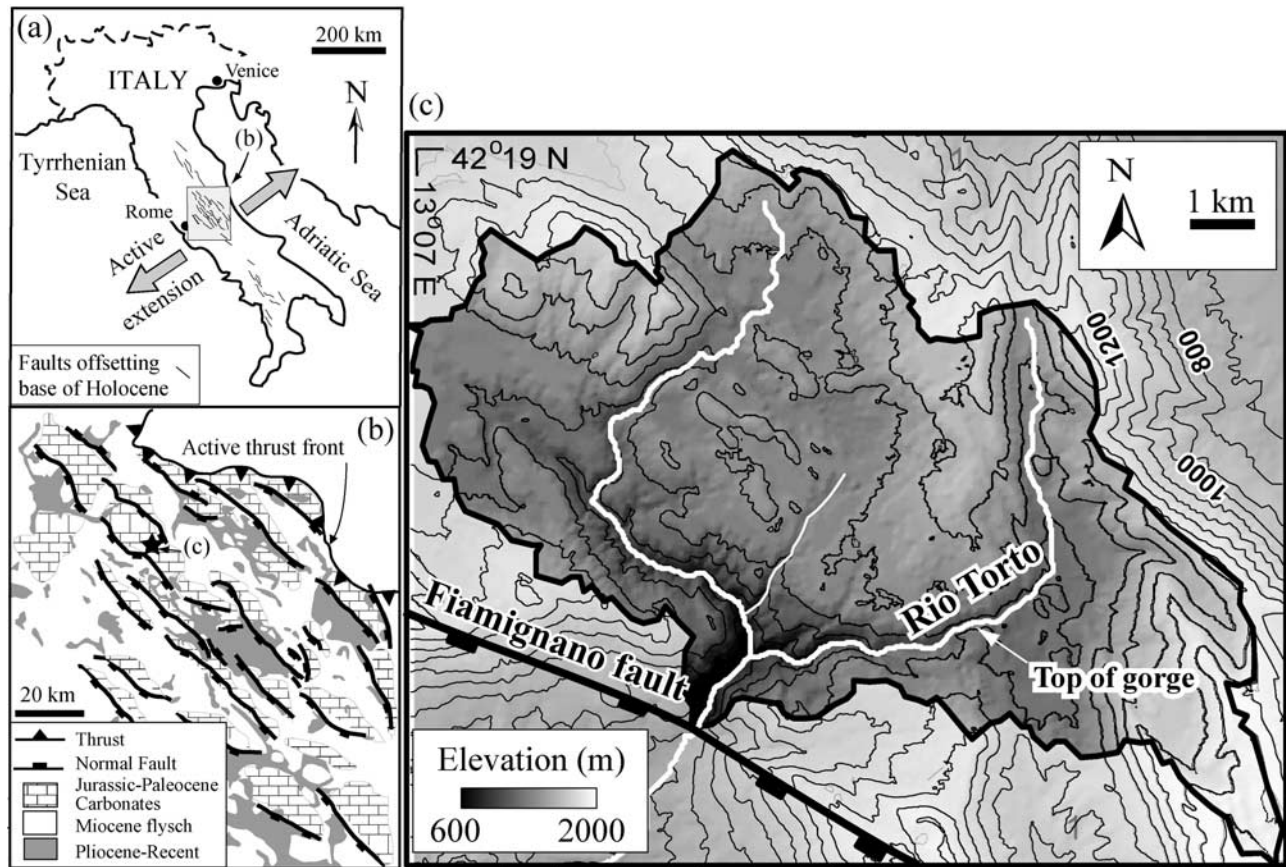 (a)
200 km
ITALY
Venice
N
(b)
Tyrrhenian
Sea
Rome
Adriatic Sea
Active
extension
Faults offsetting
base of Holocene
(b)
Active thrust front
(c)
20 km
Thrust
Normal Fault
Jurassic-Paleocene
Carbonates
Miocene flysch
Pliocene-Recent
(c)
42°19 N
13°07 E
N
1 km
1200
800
1000
Rio Torto
Fiamignano fault
Top of gorge
Elevation (m)
600 2000